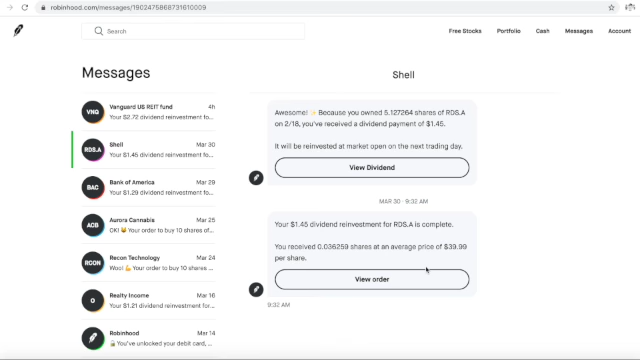 robinhood.com/messages/1902475868731610009
Search
Free Stocks
Portfolio
Cash
Messages
Account
Messages
VNQ
Vanguard US REIT fund
4h
Your $2.72 dividend reinvestment fo...
RDS.A
Shell
Mar 30
Your $1.45 dividend reinvestment fo...
BAC
Bank of America
Mar 29
Your $1.29 dividend reinvestment fo...
ACB
Aurora Cannabis
Mar 25
OK! Your order to buy 10 shares of...
RCON
Recon Technology
Mar 24
Woo! Your order to buy 10 shares ...
O
Realty Income
Mar 16
Your $1.21 dividend reinvestment for...
Robinhood
Mar 14
You've unlocked your debit card, ...
Shell
Awesome! Because you owned 5.127264 shares of RDS.A
on 2/18, you've received a dividend payment of $1.45.
It will be reinvested at market open on the next trading day.
View Dividend
MAR 30 · 9:32 AM
Your $1.45 dividend reinvestment for RDS.A is complete.
You received 0.036259 shares at an average price of $39.99
per share.
View order
9:32 AM